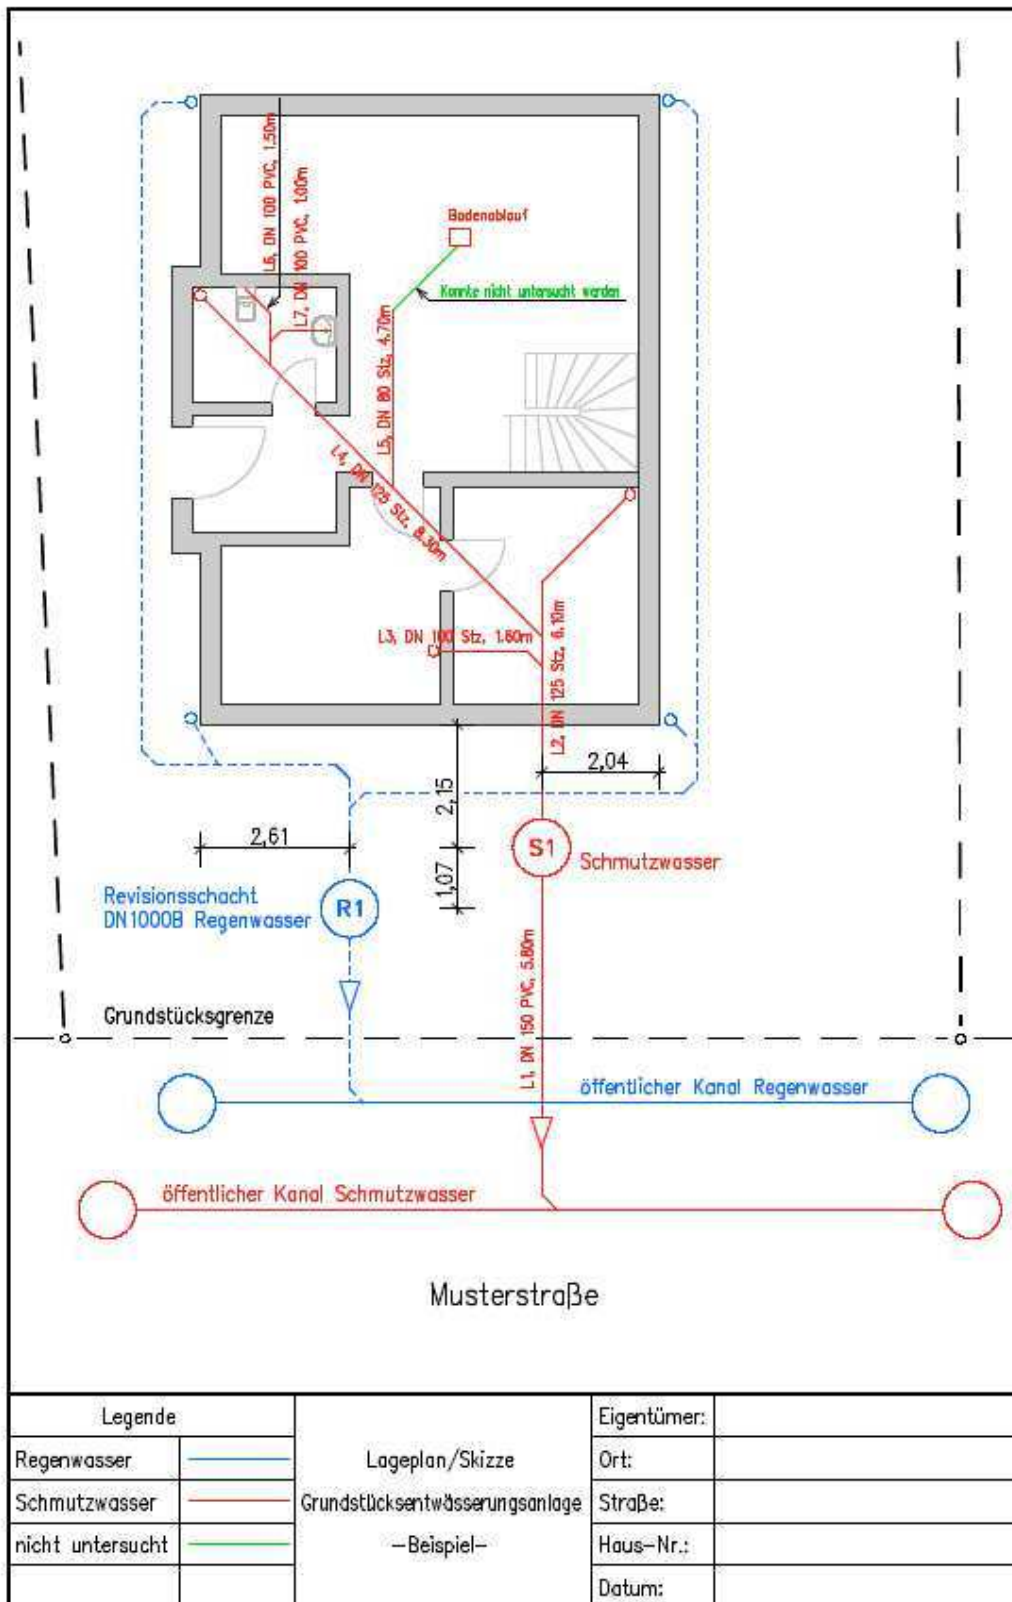 L6, DN 100 PVC, 1.50m
L7, DN 100 PVC, 1.00m
Bodenablauf
Konnte nicht untersucht werden
L5, DN 80 Stz, 4.70m
L4, DN 125 Stz, 8.30m
L3, DN 100 Stz, 1.60m
L2, DN 125 Stz, 6.10m
2,04
2,15
2,61
1,07
S1
Schmutzwasser
Revisionsschacht
DN1000B Regenwasser
R1
L1, DN 150 PVC, 5.80m
Grundstücksgrenze
öffentlicher Kanal Regenwasser
öffentlicher Kanal Schmutzwasser
Musterstraße
Legende
Regenwasser
Schmutzwasser
nicht untersucht
Lageplan/Skizze
Grundstücksentwässerungsanlage
-Beispiel-
Eigentümer:
Ort:
Straße:
Haus-Nr.:
Datum: